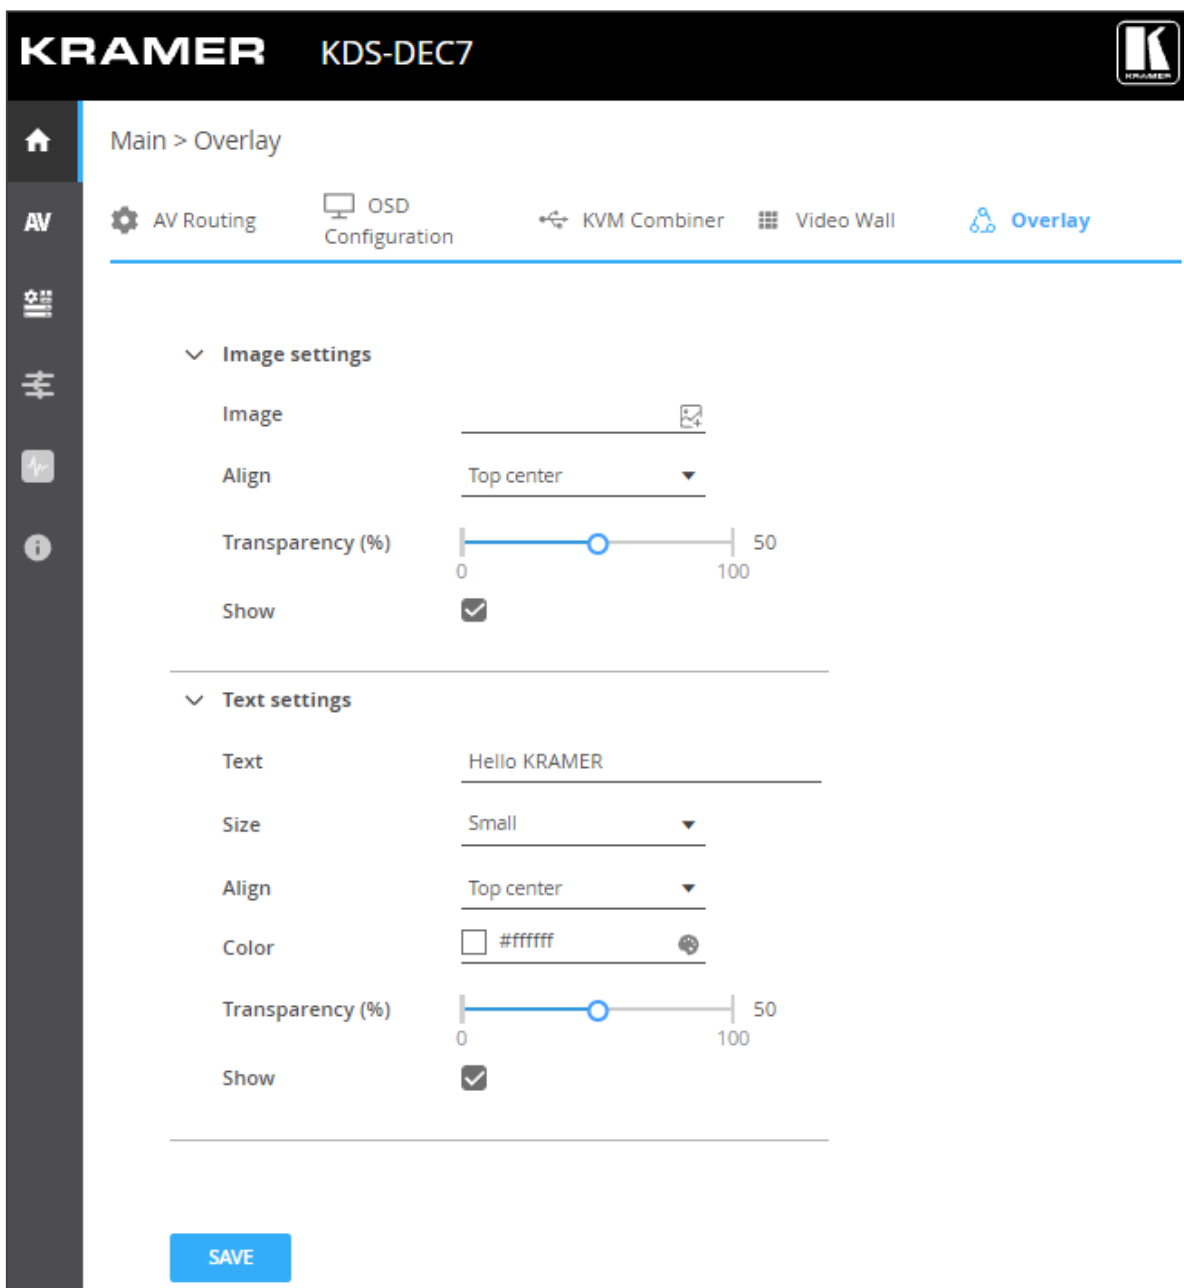 KRAMER KDS-DEC7
KRAMER
Main > Overlay
AV
AV Routing
OSD
Configuration
KVM Combiner
Video Wall
Overlay
Image settings
Image
Align Top center
Transparency (%) 50
0 100
Show
Text settings
Text Hello KRAMER
Size Small
Align Top center
Color #ffffff
Transparency (%) 50
0 100
Show
SAVE